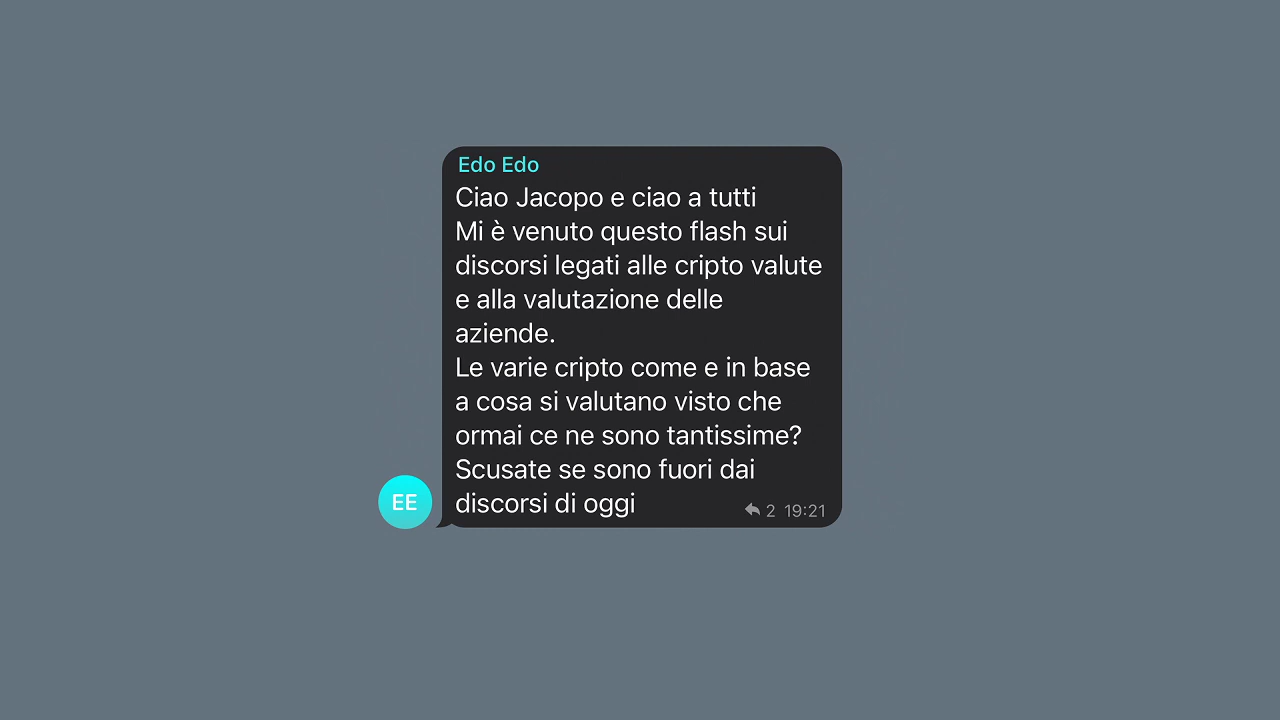 Edo Edo
Ciao Jacopo e ciao a tutti
Mi è venuto questo flash sui
discorsi legati alle cripto valute
e alla valutazione delle
aziende.
Le varie cripto come e in base
a cosa si valutano visto che
ormai ce ne sono tantissime?
Scusate se sono fuori dai
discorsi di oggi
2 19:21
EE